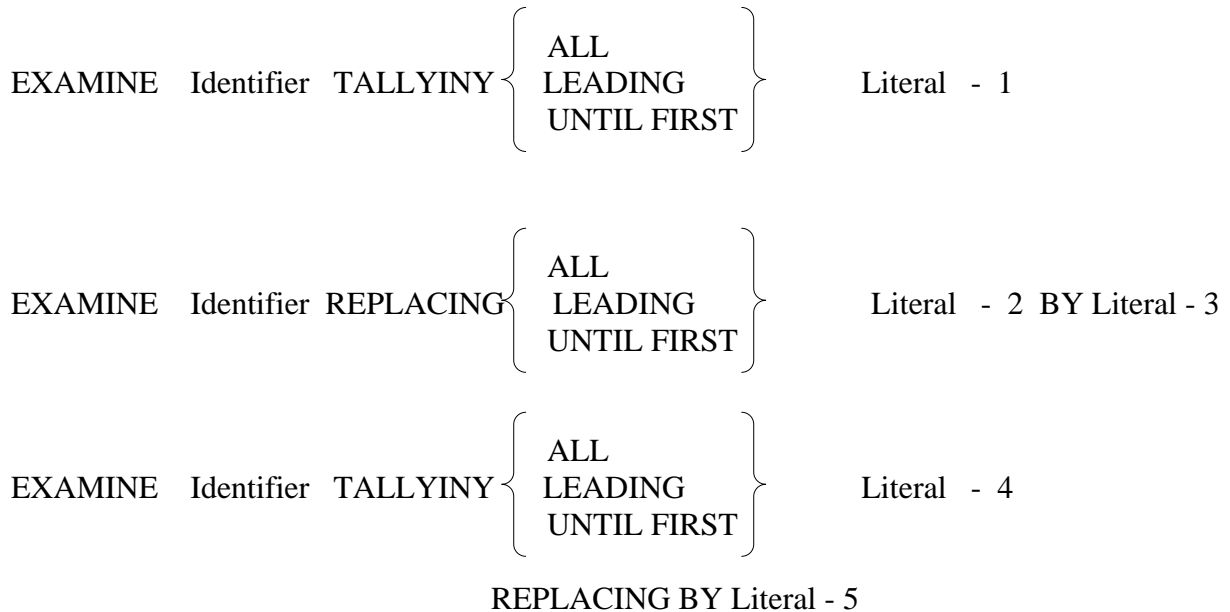 ALL
EXAMINE Identifier TALLYINY LEADING Literal - 1
UNTIL FIRST
ALL
EXAMINE Identifier REPLACING LEADING Literal - 2 BY Literal - 3
UNTIL FIRST
ALL
EXAMINE Identifier TALLYINY LEADING Literal - 4
UNTIL FIRST
REPLACING BY Literal - 5